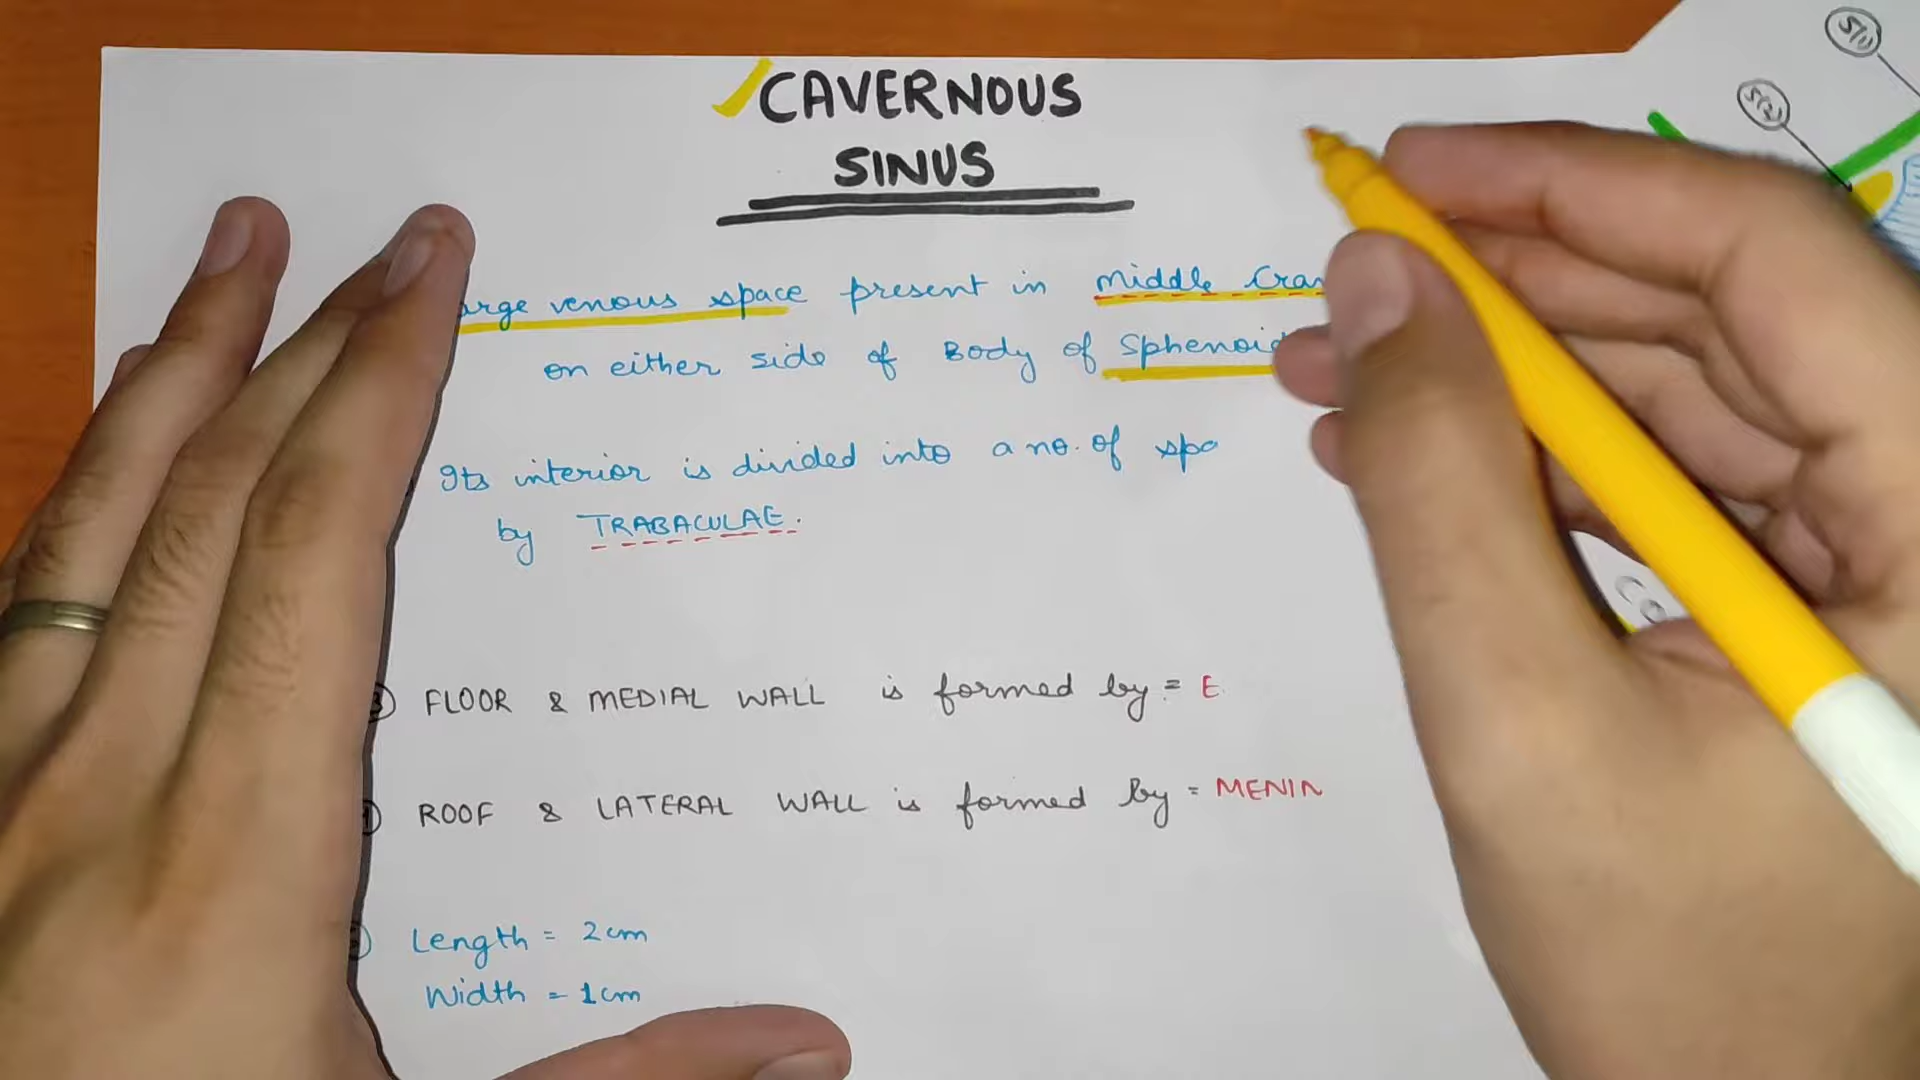 CAVERNOUS
SINUS
venous space present in middle
on either side of Body of Sphenoid
Its interior is divided into a no. of
by TRABACULAE.
FLOOR & MEDIAL WALL is formed by = E
ROOF & LATERAL WALL is formed by =
Length = 2cm
Width = 1cm